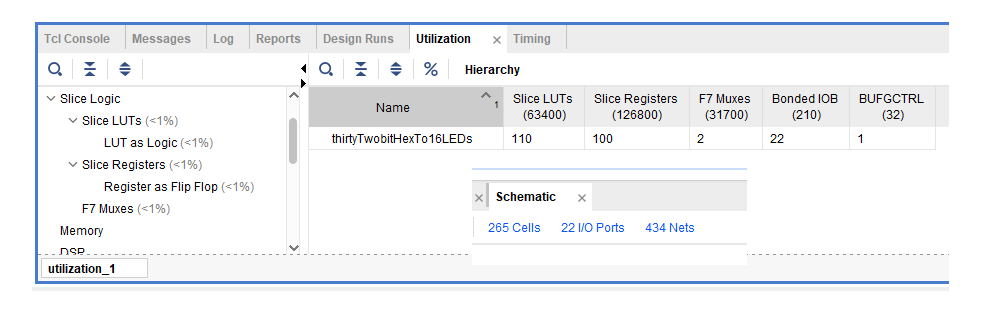 Tcl Console Messages Log Reports Design Runs Utilization × Timing
% Hierarchy
Slice Logic
Slice LUTs (<1%)
LUT as Logic (<1%)
Slice Registers (<1%)
Register as Flip Flop (<1%)
F7 Muxes (<1%)
Memory
DSP
Name 1 Slice LUTs (63400) Slice Registers (126800) F7 Muxes (31700) Bonded IOB (210) BUFGCTRL (32)
thirtyTwobitHexTo16LEDs 110 100 2 22 1
× Schematic ×
265 Cells 22 I/O Ports 434 Nets
utilization_1